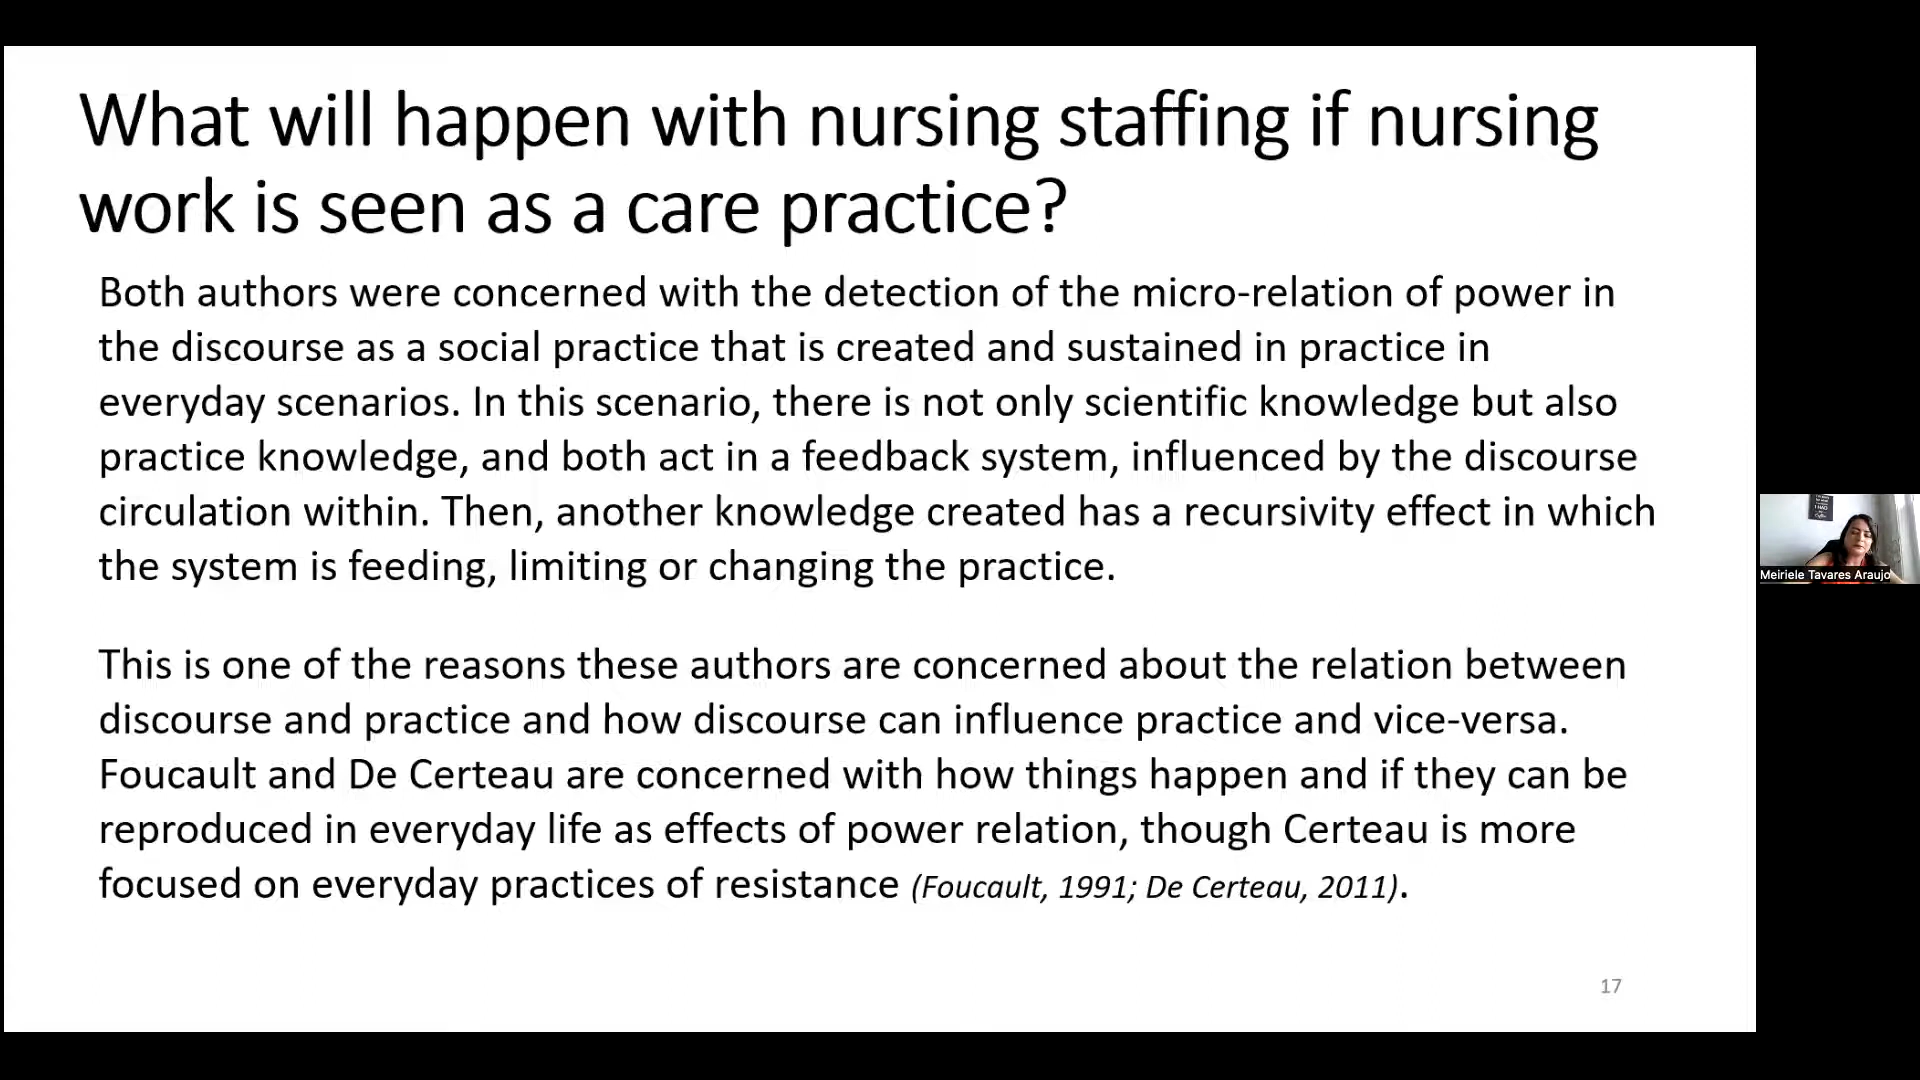 What will happen with nursing staffing if nursing
work is seen as a care practice?
Both authors were concerned with the detection of the micro-relation of power in
the discourse as a social practice that is created and sustained in practice in
everyday scenarios. In this scenario, there is not only scientific knowledge but also
practice knowledge, and both act in a feedback system, influenced by the discourse
circulation within. Then, another knowledge created has a recursivity effect in which
the system is feeding, limiting or changing the practice.
This is one of the reasons these authors are concerned about the relation between
discourse and practice and how discourse can influence practice and vice-versa.
Foucault and De Certeau are concerned with how things happen and if they can be
reproduced in everyday life as effects of power relation, though Certeau is more
focused on everyday practices of resistance (Foucault, 1991; De Certeau, 2011).
17
Meiriele Tavares Araujo